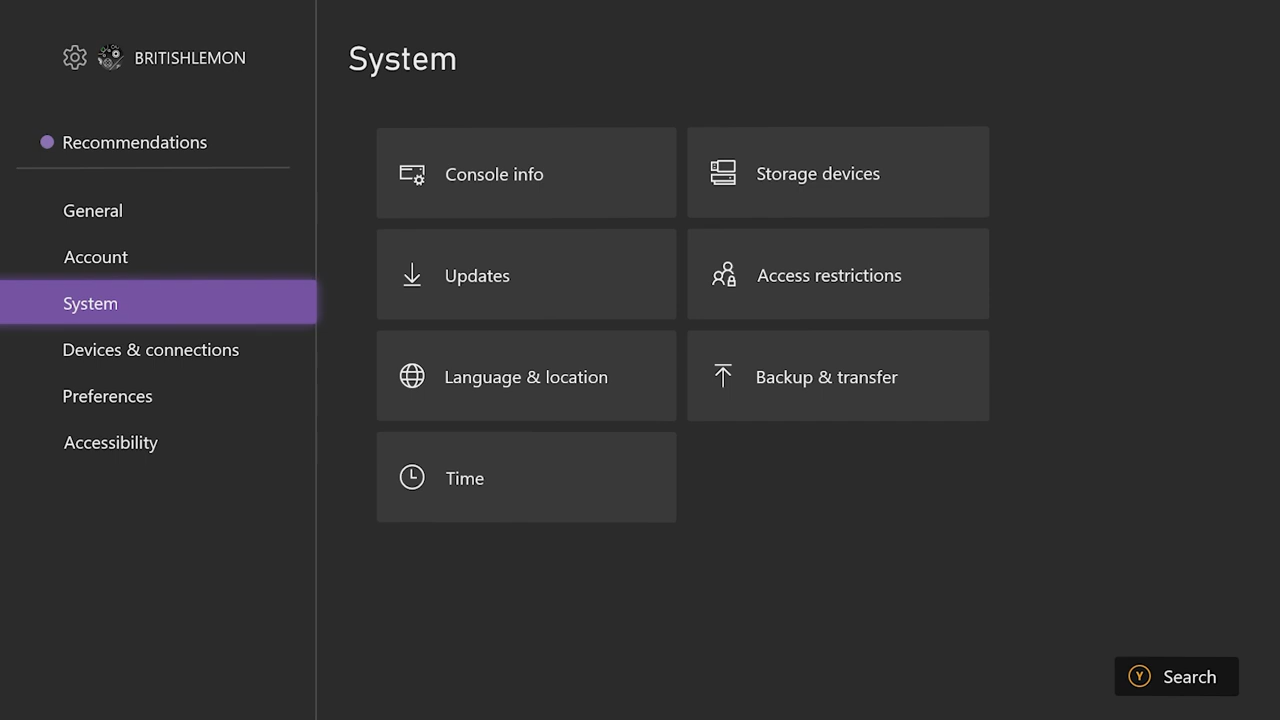 BRITISHLEMON
Recommendations
General
Account
System
Devices & connections
Preferences
Accessibility
System
Console info
Storage devices
Updates
Access restrictions
Language & location
Backup & transfer
Time
Y Search